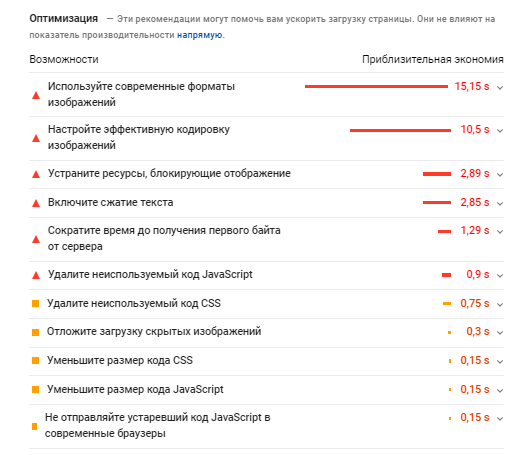 Оптимизация — Эти рекомендации могут помочь вам ускорить загрузку страницы. Они не влияют на
показатель производительности напрямую.
Возможности Приблизительная экономия
Используйте современные форматы 15,15 s
изображений
Настройте эффективную кодировку 10,5 s
изображений
Устраните ресурсы, блокирующие отображение 2,89 s
Включите сжатие текста 2,85 s
Сократите время до получения первого байта 1,29 s
от сервера
Удалите неиспользуемый код JavaScript 0,9 s
Удалите неиспользуемый код CSS 0,75 s
Отложите загрузку скрытых изображений 0,3 s
Уменьшите размер кода CSS 0,15 s
Уменьшите размер кода JavaScript 0,15 s
Не отправляйте устаревший код JavaScript в 0,15 s
современные браузеры